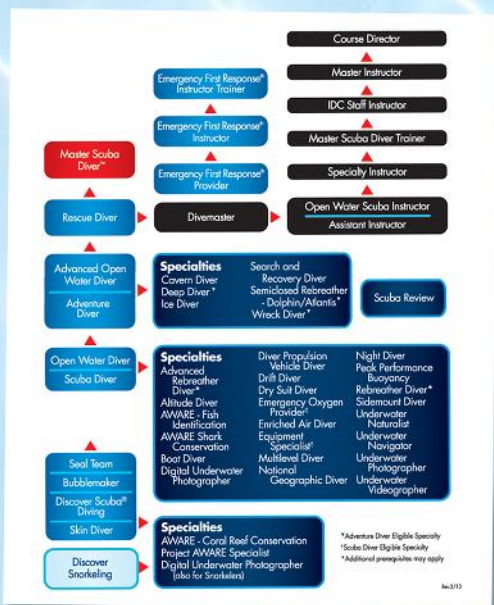 Course Director
Master Instructor
IDC Staff Instructor
Master Scuba Diver Trainer
Specialty Instructor
Open Water Scuba Instructor
Assistant Instructor
Emergency First Response®
Instructor Trainer
Emergency First Response®
Instructor
Emergency First Response®
Provider
Master Scuba
Diver™
Rescue Diver
Divemaster
Advanced Open
Water Diver
Adventure
Diver
Specialties
Cavern Diver
Deep Diver*
Ice Diver
Search and
Recovery Diver
Semiclosed Rebreather
- Dolphin/Atlantis*
Wreck Diver*
Scuba Review
Open Water Diver
Scuba Diver
Specialties
Advanced
Rebreather
Diver*
Altitude Diver
AWARE - Fish
Identification
AWARE Shark
Conservation
Boat Diver
Digital Underwater
Photographer
Diver Propulsion
Vehicle Diver
Drift Diver
Dry Suit Diver
Emergency Oxygen
Provider†
Enriched Air Diver
Equipment
Specialist†
Multilevel Diver
National
Geographic Diver
Night Diver
Peak Performance
Buoyancy
Rebreather Diver*
Sidemount Diver
Underwater
Naturalist
Underwater
Navigator
Underwater
Photographer
Underwater
Videographer
Seal Team
Bubblemaker
Discover Scuba®
Diving
Skin Diver
Discover
Snorkeling
Specialties
AWARE - Coral Reef Conservation
Project AWARE Specialist
Digital Underwater Photographer
(also for Snorkelers)
*Adventure Diver Eligible Specialty
†Scuba Diver Eligible Specialty
*Additional prerequisites may apply